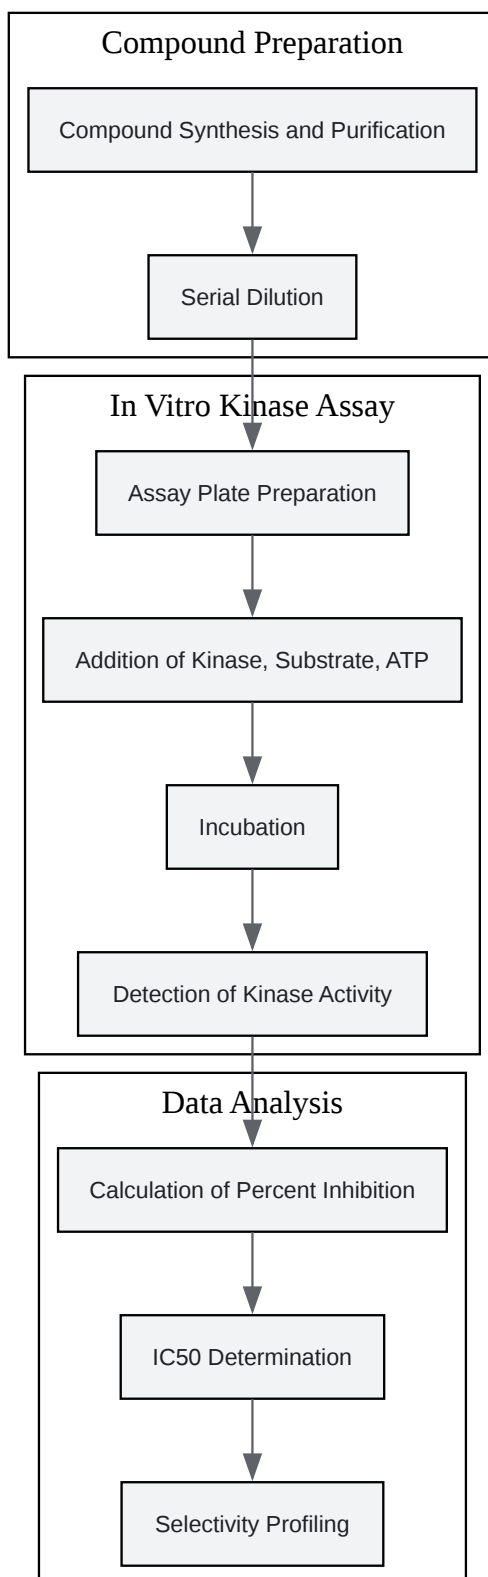 Compound Preparation
Compound Synthesis and Purification
Serial Dilution
In Vitro Kinase Assay
Assay Plate Preparation
Addition of Kinase, Substrate, ATP
Incubation
Detection of Kinase Activity
Data Analysis
Calculation of Percent Inhibition
IC50 Determination
Selectivity Profiling